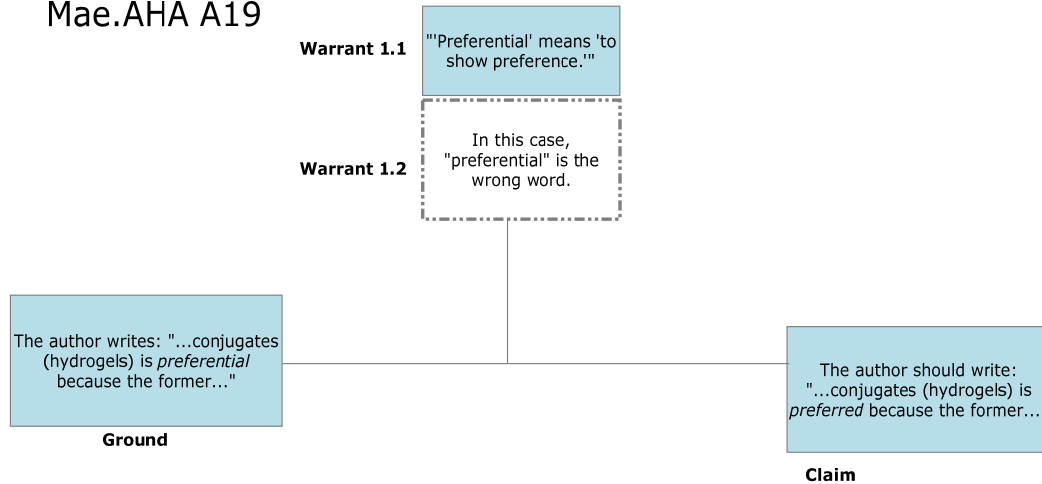 Mae.AHA A19
Warrant 1.1
"'Preferential' means 'to
show preference.'"
Warrant 1.2
In this case,
"preferential" is the
wrong word.
The author writes: "...conjugates
(hydrogels) is preferential
because the former..."
Ground
The author should write:
"...conjugates (hydrogels) is
preferred because the former...
Claim